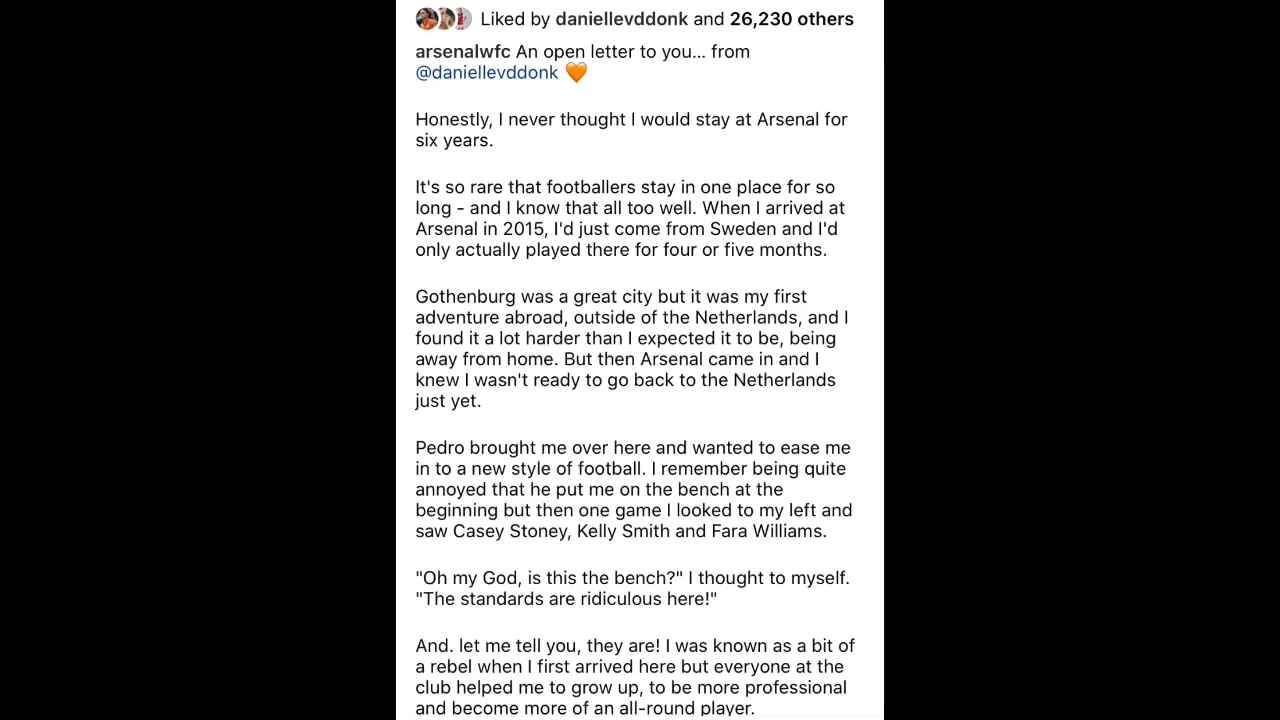 Liked by daniellevddonk and 26,230 others
arsenalwfc An open letter to you... from
@daniellevddonk 🧡
Honestly, I never thought I would stay at Arsenal for
six years.
It's so rare that footballers stay in one place for so
long - and I know that all too well. When I arrived at
Arsenal in 2015, I'd just come from Sweden and I'd
only actually played there for four or five months.
Gothenburg was a great city but it was my first
adventure abroad, outside of the Netherlands, and I
found it a lot harder than I expected it to be, being
away from home. But then Arsenal came in and I
knew I wasn't ready to go back to the Netherlands
just yet.
Pedro brought me over here and wanted to ease me
in to a new style of football. I remember being quite
annoyed that he put me on the bench at the
beginning but then one game I looked to my left and
saw Casey Stoney, Kelly Smith and Fara Williams.
"Oh my God, is this the bench?" I thought to myself.
"The standards are ridiculous here!"
And. let me tell you, they are! I was known as a bit of
a rebel when I first arrived here but everyone at the
club helped me to grow up, to be more professional
and become more of an all-round player.